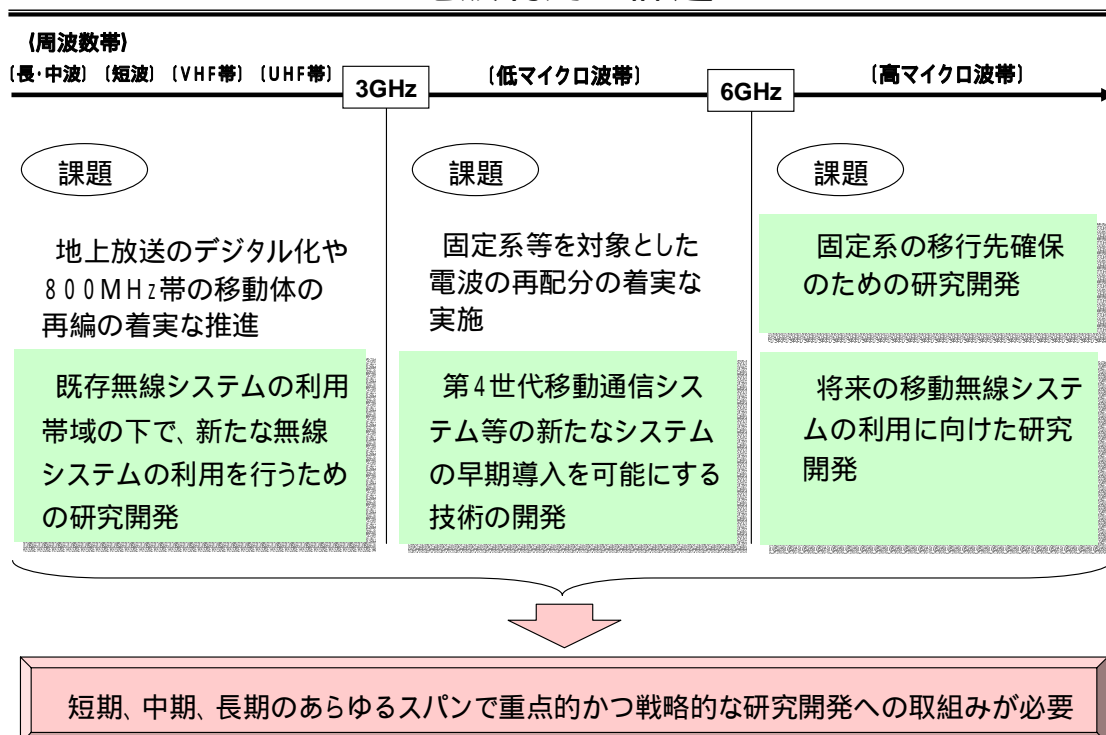 (周波数帯)
(長・中波) (短波) (VHF帯) (UHF帯)
3GHz
(低マイクロ波帯)
6GHz
(高マイクロ波帯)
課題
地上放送のデジタル化や
800MHz帯の移動体の
再編の着実な推進
既存無線システムの利用
帯域の下で、新たな無線
システムの利用を行うため
の研究開発
課題
固定系等を対象とした
電波の再配分の着実な
実施
第4世代移動通信シス
テム等の新たなシステム
の早期導入を可能にする
技術の開発
課題
固定系の移行先確保
のための研究開発
将来の移動無線システ
ムの利用に向けた研究
開発
短期、中期、長期のあらゆるスパンで重点的かつ戦略的な研究開発への取組みが必要